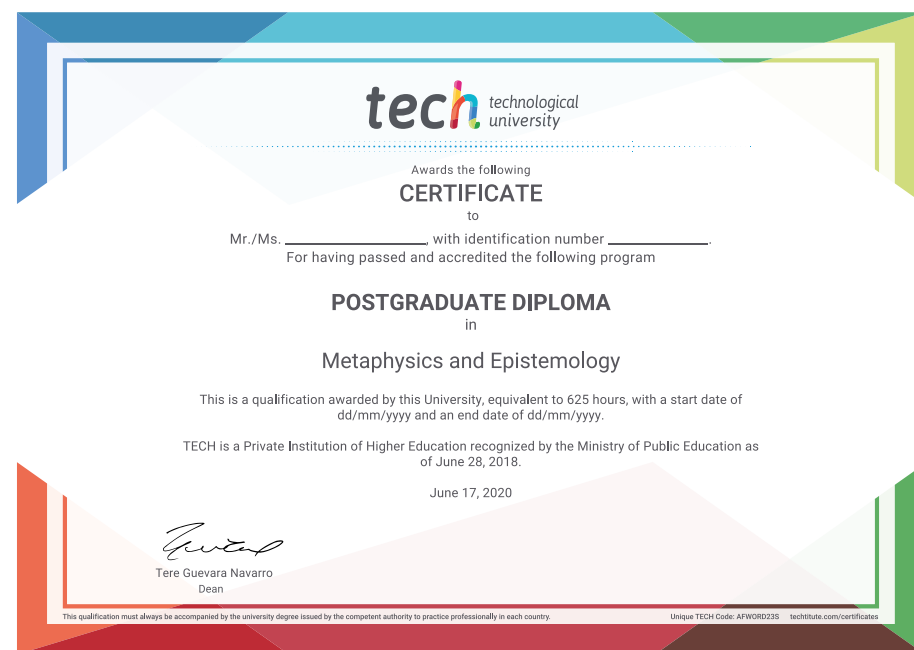 tech technological
university
Awards the following
CERTIFICATE
to
Mr./Ms. ____________________, with identification number ______________.
For having passed and accredited the following program
POSTGRADUATE DIPLOMA
in
Metaphysics and Epistemology
This is a qualification awarded by this University, equivalent to 625 hours, with a start date of
dd/mm/yyyy and an end date of dd/mm/yyyy.
TECH is a Private Institution of Higher Education recognized by the Ministry of Public Education as
of June 28, 2018.
June 17, 2020
Tere Guevara Navarro
Dean
This qualification must always be accompanied by the university degree issued by the competent authority to practice professionally in each country.
Unique TECH Code: AFWORD23S techtitute.com/certificates